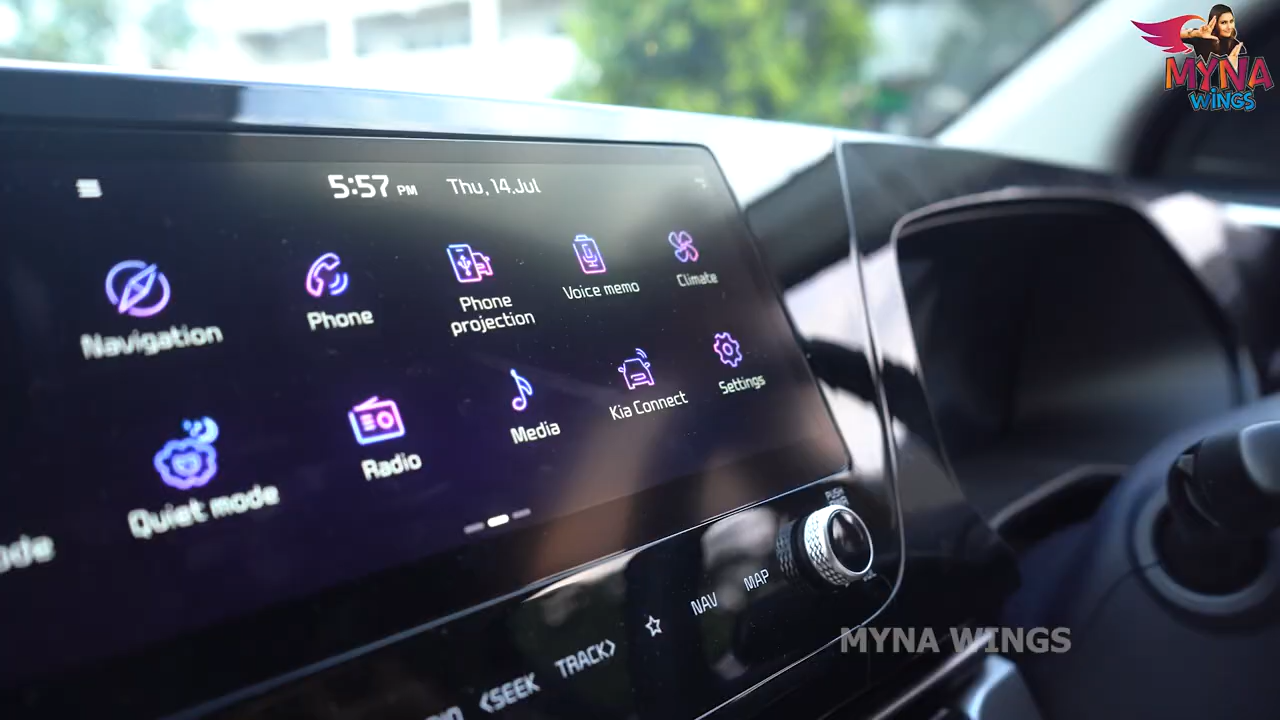 MYNA
WiNGS
5:57 PM Thu, 14.Jul
Navigation
Phone
Phone
projection
Voice memo
Climate
Quiet mode
Radio
Media
Kia Connect
Settings
PUSH
<SEEK
TRACK>
NAV
MAP
MYNA WINGS